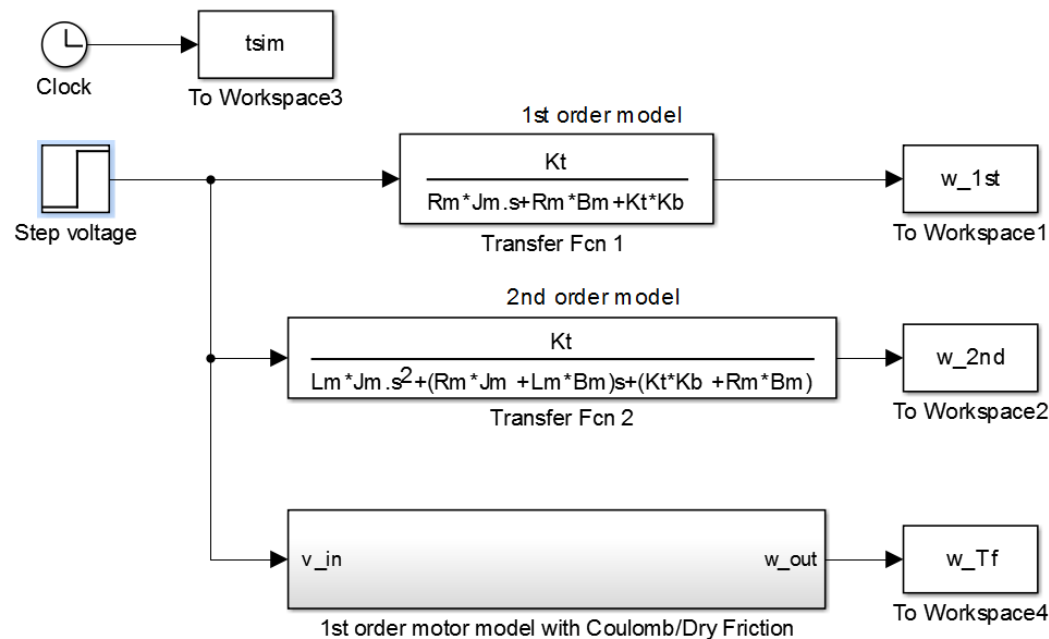 tsim
Clock
To Workspace3
1st order model
Kt
Rm*Jm.s+Rm*Bm+Kt*Kb
Transfer Fcn 1
w_1st
To Workspace1
Step voltage
2nd order model
Kt
Lm*Jm.s2+(Rm*Jm +Lm*Bm)s+(Kt*Kb +Rm*Bm)
Transfer Fcn 2
w_2nd
To Workspace2
v_in
w_out
1st order motor model with Coulomb/Dry Friction
w_Tf
To Workspace4